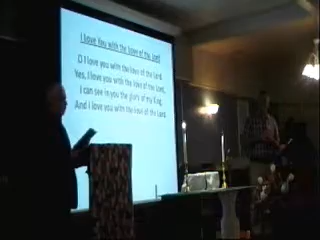 I Love You with the Love of the Lord
O I love you with the love of the Lord,
Yes, I love you with the love of the Lord,
I can see in you the glory of my King,
And I love you with the love of the Lord.